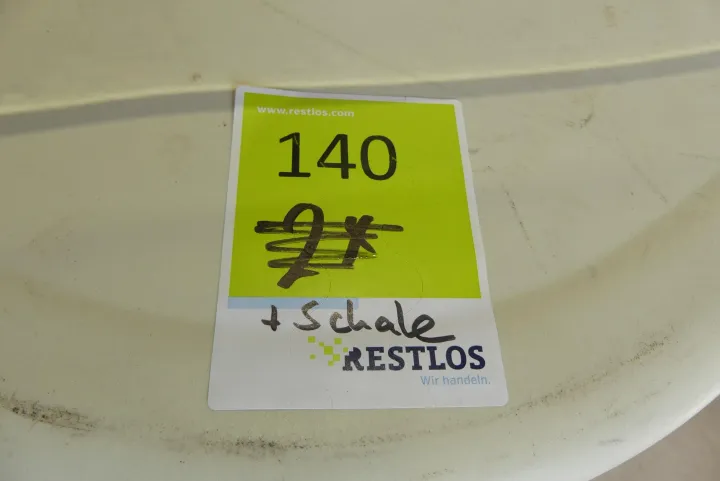 www.restlos.com
140
+ Schale
RESTLOS
Wir handeln.